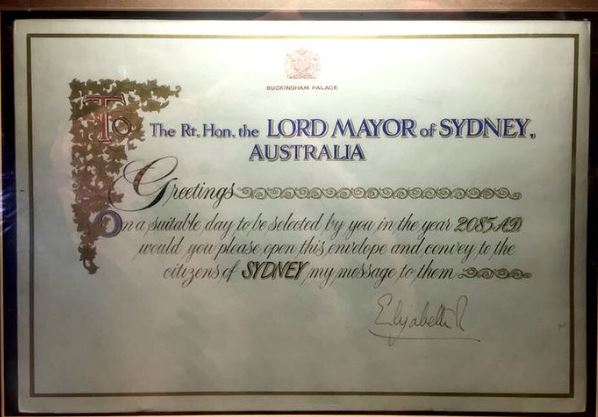 BUCKINGHAM PALACE
To The Rt. Hon. the LORD MAYOR of SYDNEY,
AUSTRALIA
Greetings
On a suitable day to be selected by you in the year 2085 AD
would you please open this envelope and convey to the
citizens of SYDNEY my message to them
Elizabeth R